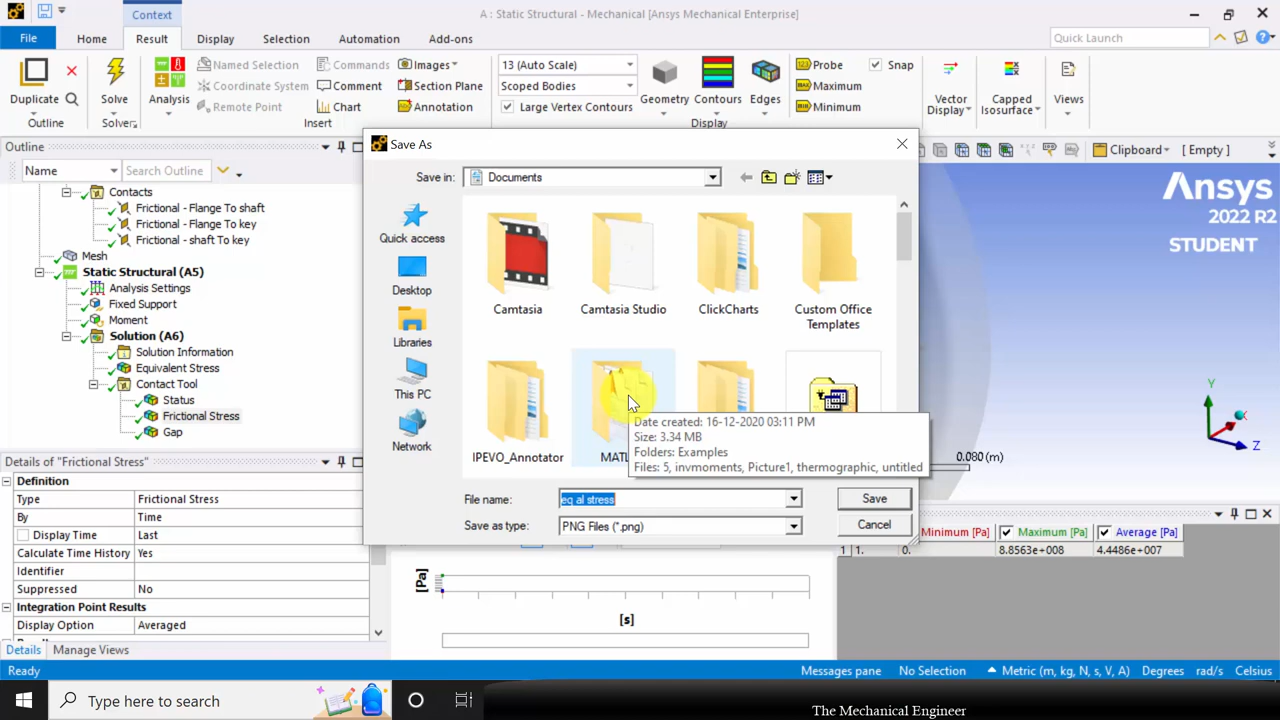 Context
A : Static Structural - Mechanical [Ansys Mechanical Enterprise]
File
Home
Result
Display
Selection
Automation
Add-ons
Quick Launch
Duplicate
Outline
Solve
Solver
Analysis
Named Selection
Coordinate System
Remote Point
Commands
Comment
Chart
Insert
Images
Section Plane
Annotation
13 (Auto Scale)
Scoped Bodies
Large Vertex Contours
Geometry
Contours
Edges
Display
Probe
Maximum
Minimum
Snap
Vector
Display
Capped
Isosurface
Views
Outline
Name
Search Outline
Clipboard
[ Empty ]
Contacts
Frictional - Flange To shaft
Frictional - Flange To key
Frictional - shaft To key
Mesh
Static Structural (A5)
Analysis Settings
Fixed Support
Moment
Solution (A6)
Solution Information
Equivalent Stress
Contact Tool
Status
Frictional Stress
Gap
Details of "Frictional Stress"
Definition
Type Frictional Stress
By Time
Display Time
Calculate Time History Yes
Identifier
Suppressed No
Integration Point Results
Display Option Averaged
Details
Manage Views
Save As
Save in:
Documents
Quick access
Desktop
Libraries
This PC
Network
Camtasia
Camtasia Studio
ClickCharts
Custom Office
Templates
IPEVO_Annotator
MATL
Date created: 16-12-2020 03:11 PM
Size: 3.34 MB
Folders: Examples
Files: 5, invmoments, Picture1, thermographic, untitled
File name:
eq al stress
Save
Save as type:
PNG Files (*.png)
Cancel
Ansys
2022 R2
STUDENT
Y
X
Z
0.080 (m)
Minimum [Pa]
Maximum [Pa]
Average [Pa]
1 1. 0. 8.8563e+008 4.4486e+007
[Pa]
[s]
Ready
Messages pane
No Selection
Metric (m, kg, N, s, V, A)
Degrees
rad/s
Celsius
Type here to search
The Mechanical Engineer